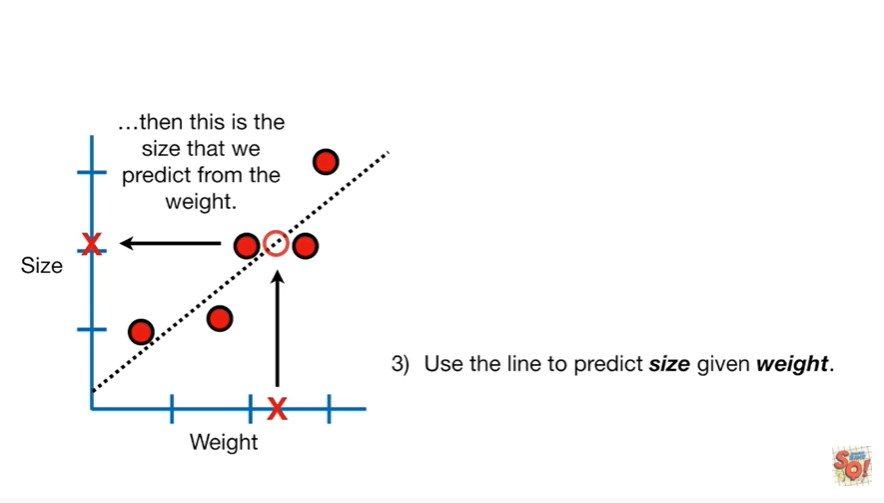 ...then this is the
size that we
predict from the
weight.
X
Size
3) Use the line to predict size given weight.
X
Weight
SQ!